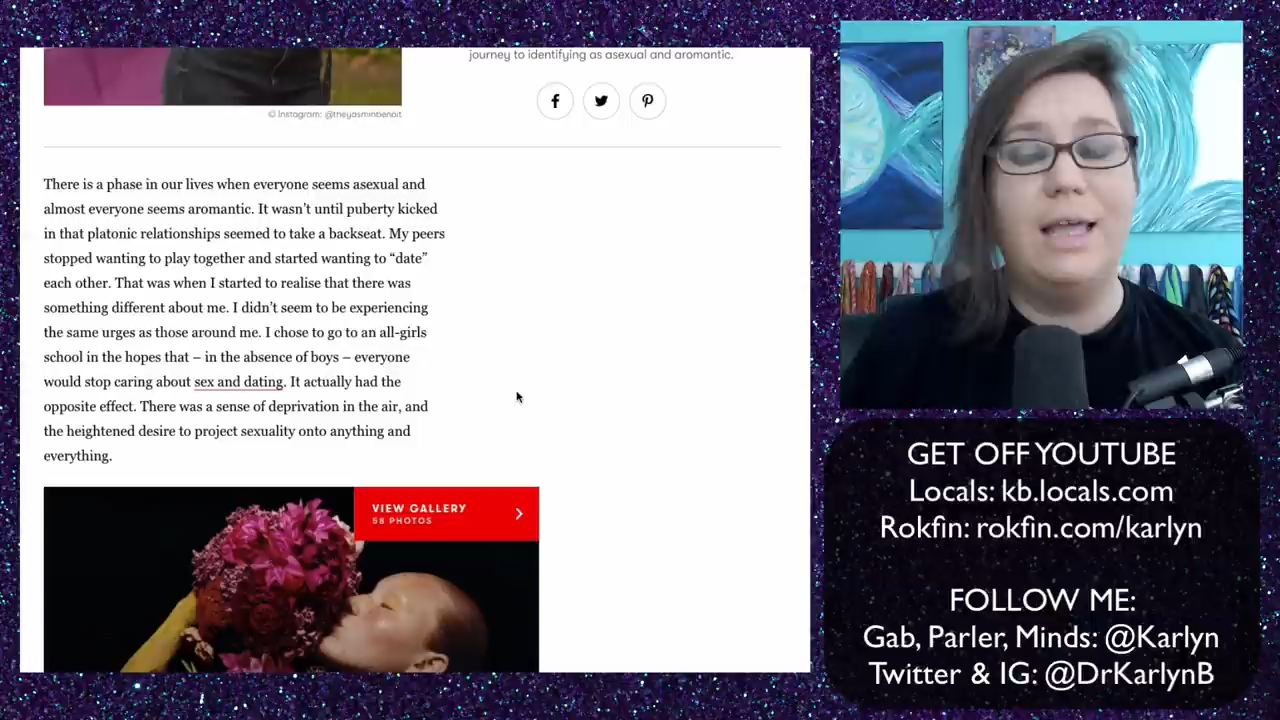 journey to identifying as asexual and aromantic.
© Instagram: @theyasminbenoit
There is a phase in our lives when everyone seems asexual and
almost everyone seems aromantic. It wasn’t until puberty kicked
in that platonic relationships seemed to take a backseat. My peers
stopped wanting to play together and started wanting to “date”
each other. That was when I started to realise that there was
something different about me. I didn’t seem to be experiencing
the same urges as those around me. I chose to go to an all-girls
school in the hopes that – in the absence of boys – everyone
would stop caring about sex and dating. It actually had the
opposite effect. There was a sense of deprivation in the air, and
the heightened desire to project sexuality onto anything and
everything.
VIEW GALLERY
58 PHOTOS
GET OFF YOUTUBE
Locals: kb.locals.com
Rokfin: rokfin.com/karlyn
FOLLOW ME:
Gab, Parler, Minds: @Karlyn
Twitter & IG: @DrKarlynB